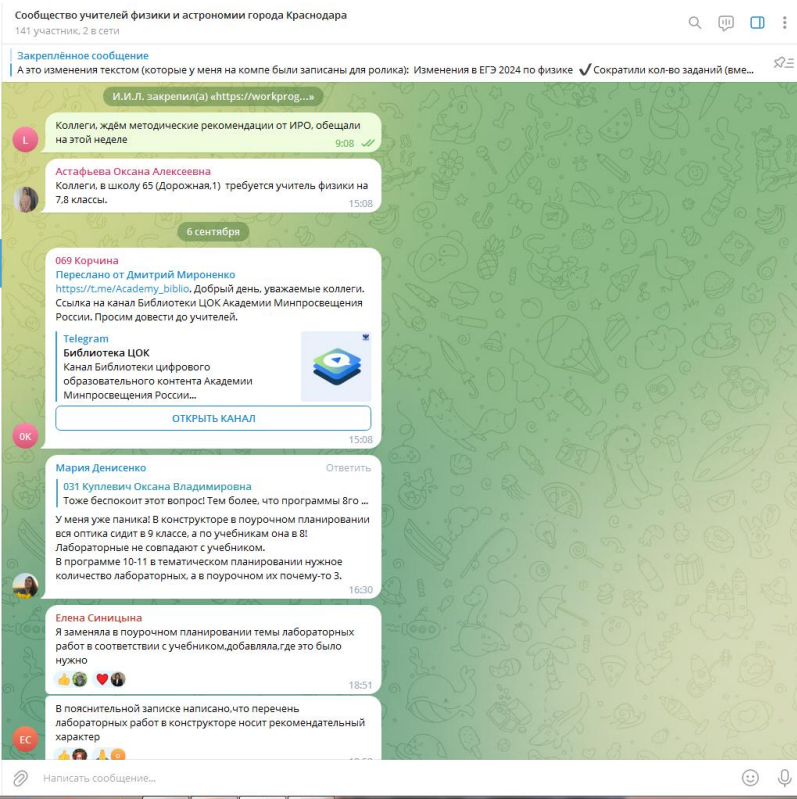 Сообщество учителей физики и астрономии города Краснодара
141 участник, 2 в сети
Закреплённое сообщение
А это изменения текстом (которые у меня на компе были записаны для ролика): Изменения в ЕГЭ 2024 по физике ✔Сократили кол-во заданий (вме...
И.И.Л. закрепил(а) «https://workprog...»
Коллеги, ждём методические рекомендации от ИРО, обещали
на этой неделе
9:08
L
Астафьева Оксана Алексеевна
Коллеги, в школу 65 (Дорожная,1) требуется учитель физики на
7,8 классы.
15:08
6 сентября
069 Корчина
Переслано от Дмитрий Мироненко
https://t.me/Academy_biblio. Добрый день, уважаемые коллеги.
Ссылка на канал Библиотеки ЦОК Академии Минпросвещения
России. Просим довести до учителей.
Telegram
Библиотека ЦОК
Канал Библиотеки цифрового
образовательного контента Академии
Минпросвещения России...
ОТКРЫТЬ КАНАЛ
0К
15:08
Мария Денисенко Ответить
031 Куплевич Оксана Владимировна
Тоже беспокоит этот вопрос! Тем более, что программы 8го ...
У меня уже паника! В конструкторе в поурочном планировании
вся оптика сидит в 9 классе, а по учебникам она в 8!
Лабораторные не совпадают с учебником.
В программе 10-11 в тематическом планировании нужное
количество лабораторных, а в поурочном их почему-то 3.
16:30
Елена Синицына
Я заменяла в поурочном планировании темы лабораторных
работ в соответствии с учебником,добавляла,где это было
нужно
18:51
В пояснительной записке написано,что перечень
лабораторных работ в конструкторе носит рекомендательный
характер
ЕС
Написать сообщение...